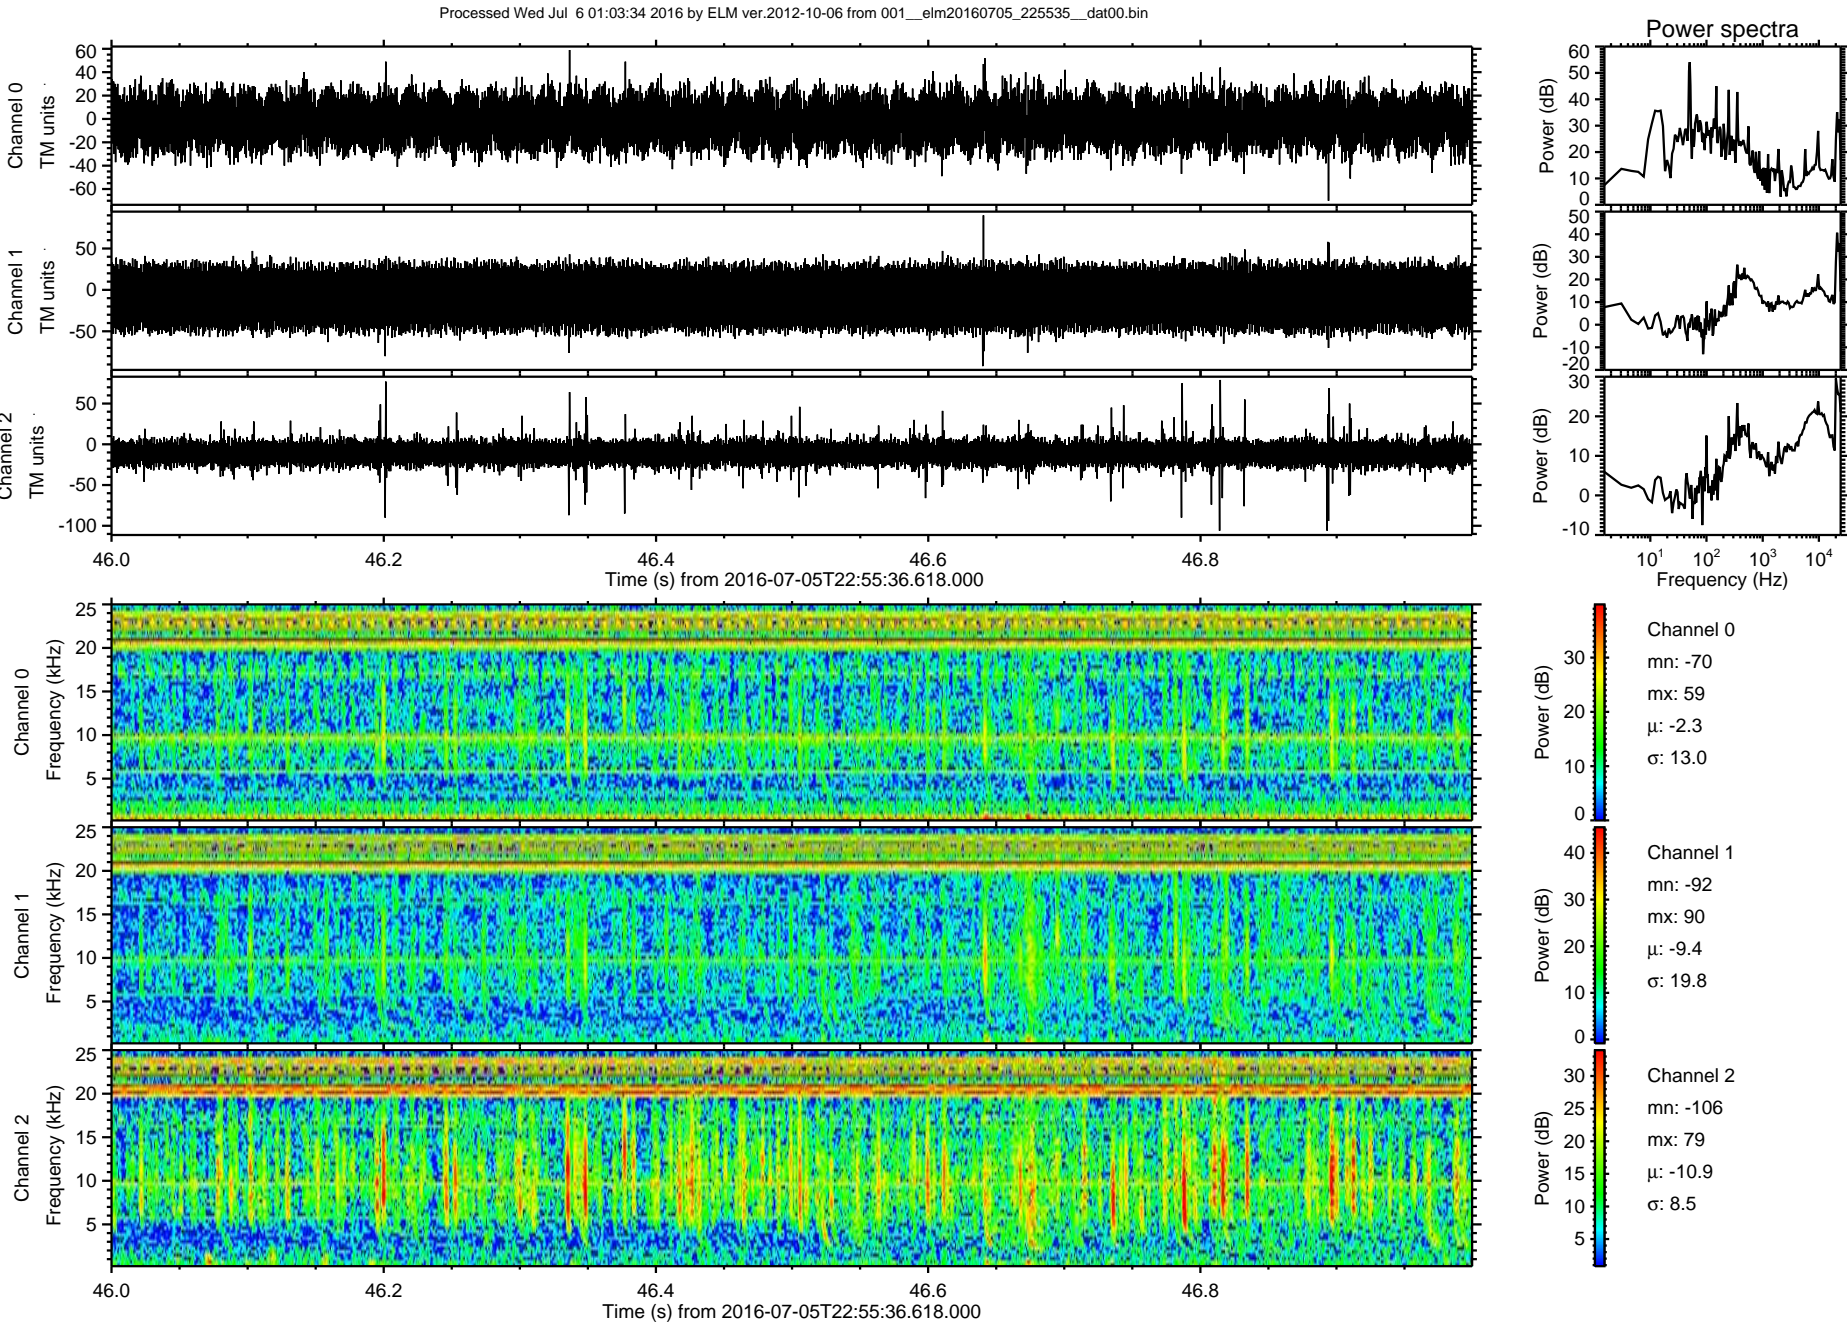 Processed Wed Jul  6 01:03:34 2016 by ELM ver.2012-10-06 from 001__elm20160705_225535__dat00.bin
Power spectra
Channel 0
TM units
60
40
20
0
-20
-40
-60
Power (dB)
60
50
40
30
20
10
0
Channel 1
TM units
50
0
-50
Power (dB)
50
40
30
20
10
0
-10
-20
Channel 2
TM units
50
0
-50
-100
Power (dB)
30
20
10
0
-10
46.0 46.2 46.4 46.6 46.8
Time (s) from 2016-07-05T22:55:36.618.000
10¹ 10² 10³ 10⁴
Frequency (Hz)
Channel 0
Frequency (kHz)
25
20
15
10
5
Power (dB)
30
20
10
0
Channel 0
mn: -70
mx: 59
μ: -2.3
σ: 13.0
Channel 1
Frequency (kHz)
25
20
15
10
5
Power (dB)
40
30
20
10
0
Channel 1
mn: -92
mx: 90
μ: -9.4
σ: 19.8
Channel 2
Frequency (kHz)
25
20
15
10
5
Power (dB)
30
25
20
15
10
5
Channel 2
mn: -106
mx: 79
μ: -10.9
σ: 8.5
46.0 46.2 46.4 46.6 46.8
Time (s) from 2016-07-05T22:55:36.618.000